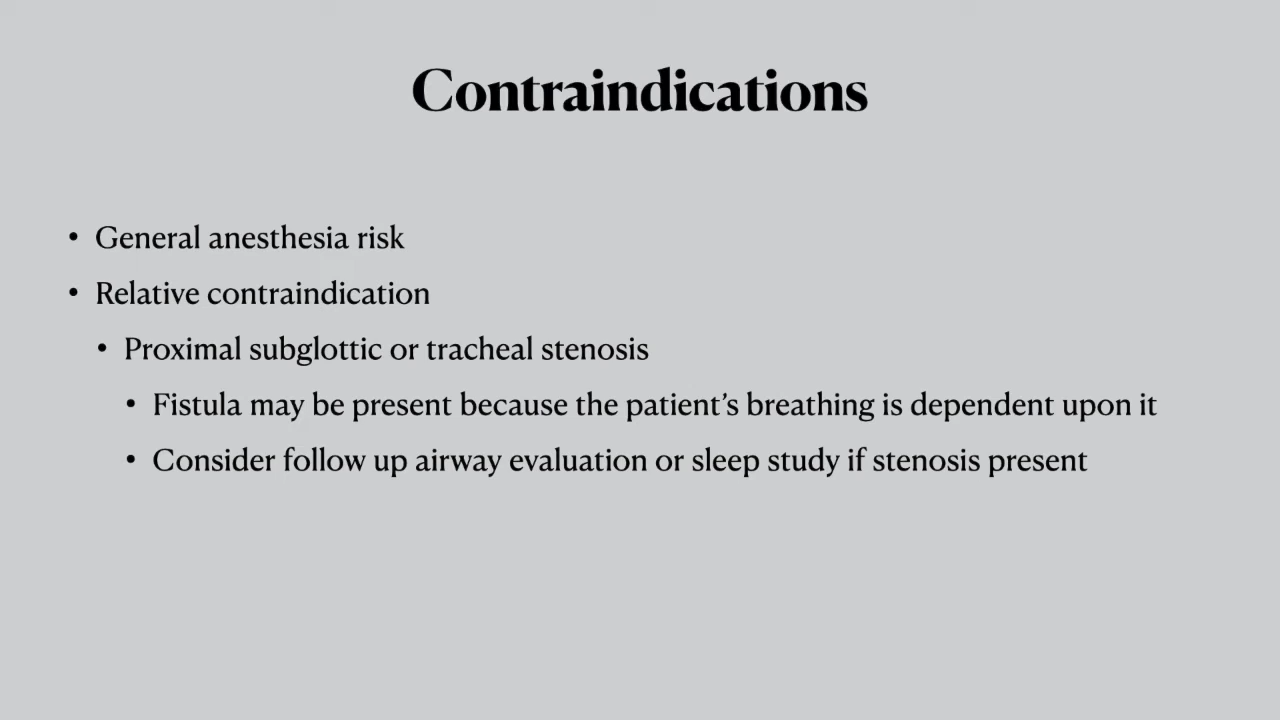 Contraindications
• General anesthesia risk
• Relative contraindication
• Proximal subglottic or tracheal stenosis
• Fistula may be present because the patient’s breathing is dependent upon it
• Consider follow up airway evaluation or sleep study if stenosis present